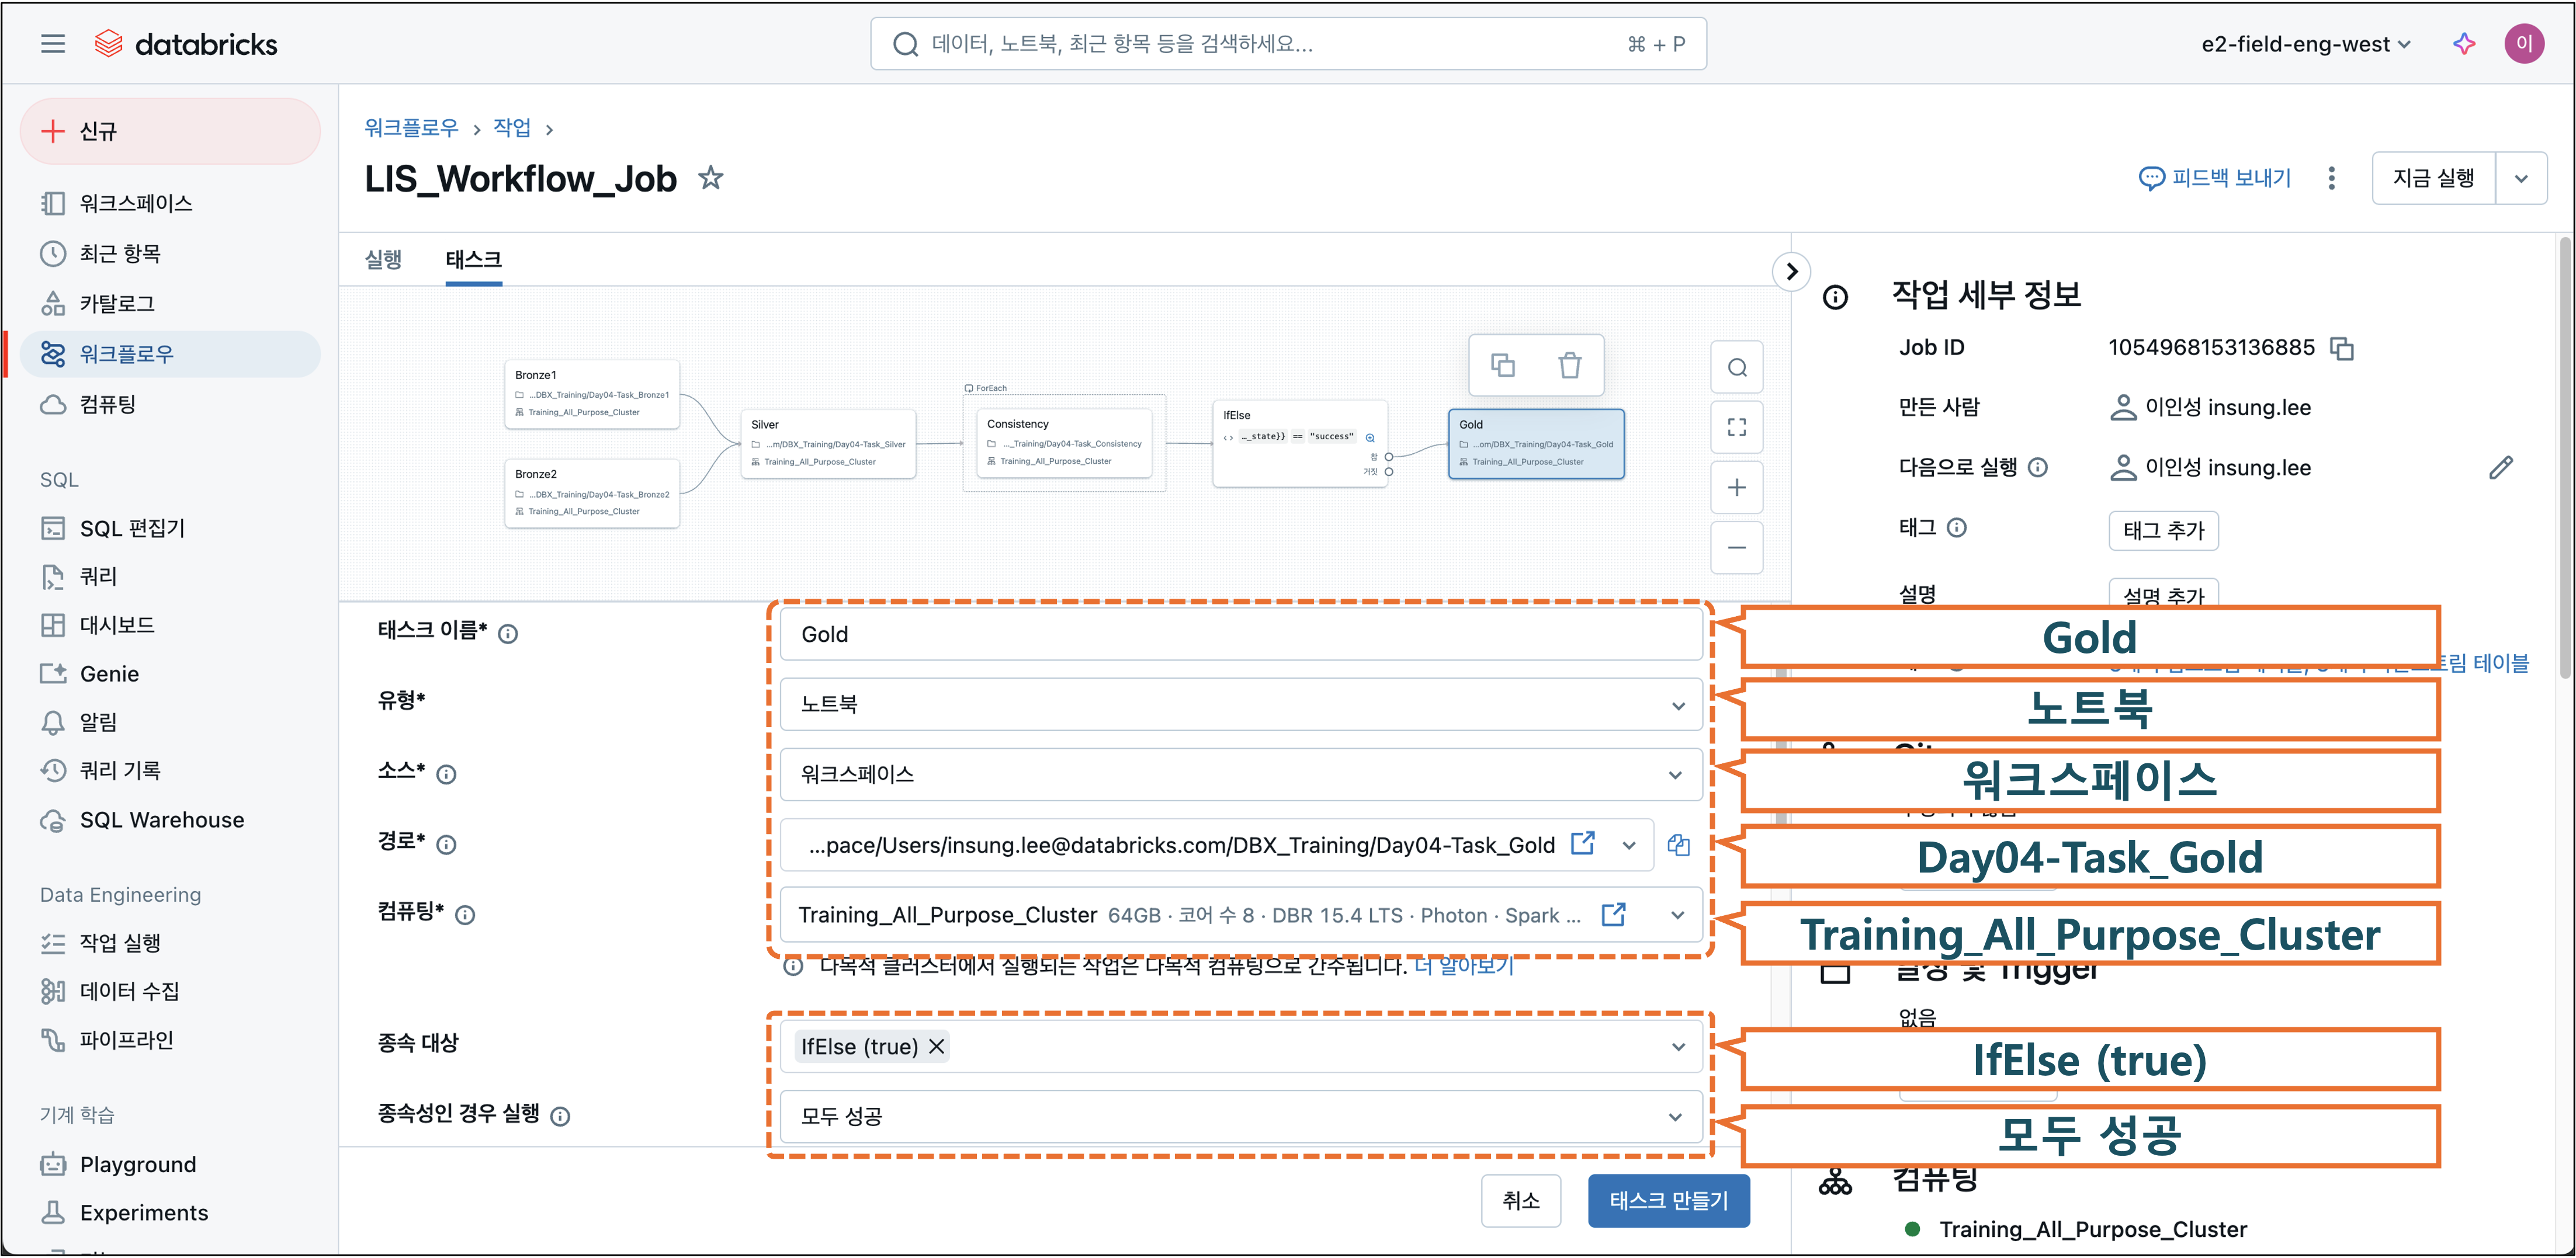 databricks
데이터, 노트북, 최근 항목 등을 검색하세요...
⌘ + P
e2-field-eng-west
이
신규
워크스페이스
최근 항목
카탈로그
워크플로우
컴퓨팅
SQL
SQL 편집기
쿼리
대시보드
Genie
알림
쿼리 기록
SQL Warehouse
Data Engineering
작업 실행
데이터 수집
파이프라인
기계 학습
Playground
Experiments
워크플로우 › 작업 ›
LIS_Workflow_Job
피드백 보내기
지금 실행
실행
태스크
Bronze1
...DBX_Training/Day04-Task_Bronze1
Training_All_Purpose_Cluster
Bronze2
...DBX_Training/Day04-Task_Bronze2
Training_All_Purpose_Cluster
Silver
...m/DBX_Training/Day04-Task_Silver
Training_All_Purpose_Cluster
ForEach
Consistency
..._Training/Day04-Task_Consistency
Training_All_Purpose_Cluster
IfElse
..._state}} == "success"
참
거짓
Gold
...om/DBX_Training/Day04-Task_Gold
Training_All_Purpose_Cluster
태스크 이름*
Gold
유형*
노트북
소스*
워크스페이스
경로*
...pace/Users/insung.lee@databricks.com/DBX_Training/Day04-Task_Gold
컴퓨팅*
Training_All_Purpose_Cluster 64GB · 코어 수 8 · DBR 15.4 LTS · Photon · Spark ...
다목적 클러스터에서 실행되는 작업은 다목적 컴퓨팅으로 간주됩니다. 더 알아보기
종속 대상
IfElse (true)
종속성인 경우 실행
모두 성공
취소
태스크 만들기
작업 세부 정보
Job ID
1054968153136885
만든 사람
이인성 insung.lee
다음으로 실행
이인성 insung.lee
태그
태그 추가
설명
설명 추가
Gold
트림 테이블
노트북
워크스페이스
Day04-Task_Gold
Training_All_Purpose_Cluster
일정 및 Trigger
없음
IfElse (true)
모두 성공
컴퓨팅
Training_All_Purpose_Cluster